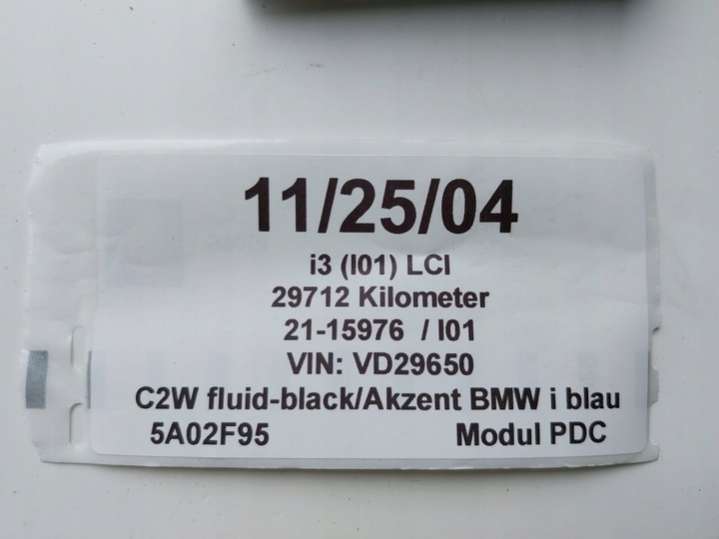 11/25/04
i3 (I01) LCI
29712 Kilometer
21-15976 / I01
VIN: VD29650
C2W fluid-black/Akzent BMW i blau
5A02F95 Modul PDC